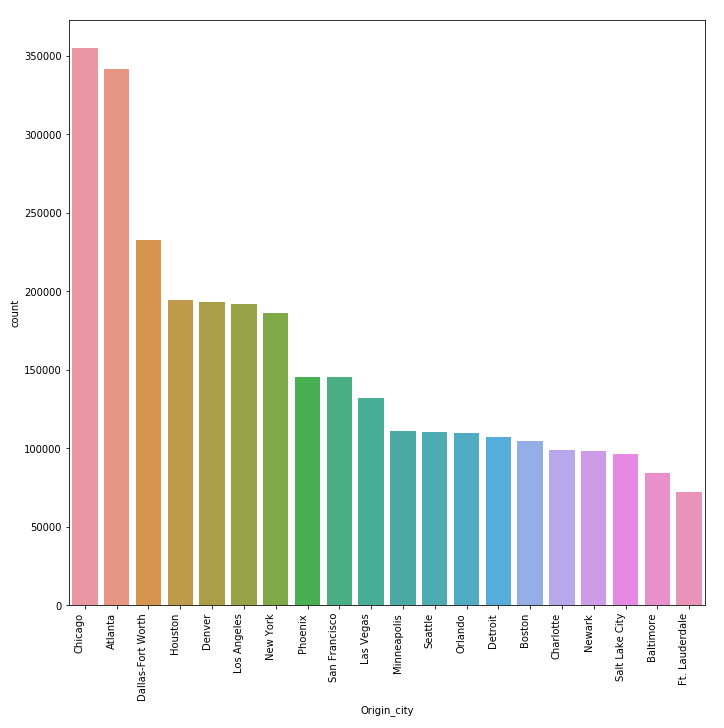 350000
300000
250000
200000
150000
100000
50000
0
count
Chicago
Atlanta
Dallas-Fort Worth
Houston
Denver
Los Angeles
New York
Phoenix
San Francisco
Las Vegas
Minneapolis
Seattle
Orlando
Detroit
Boston
Charlotte
Newark
Salt Lake City
Baltimore
Ft. Lauderdale
Origin_city